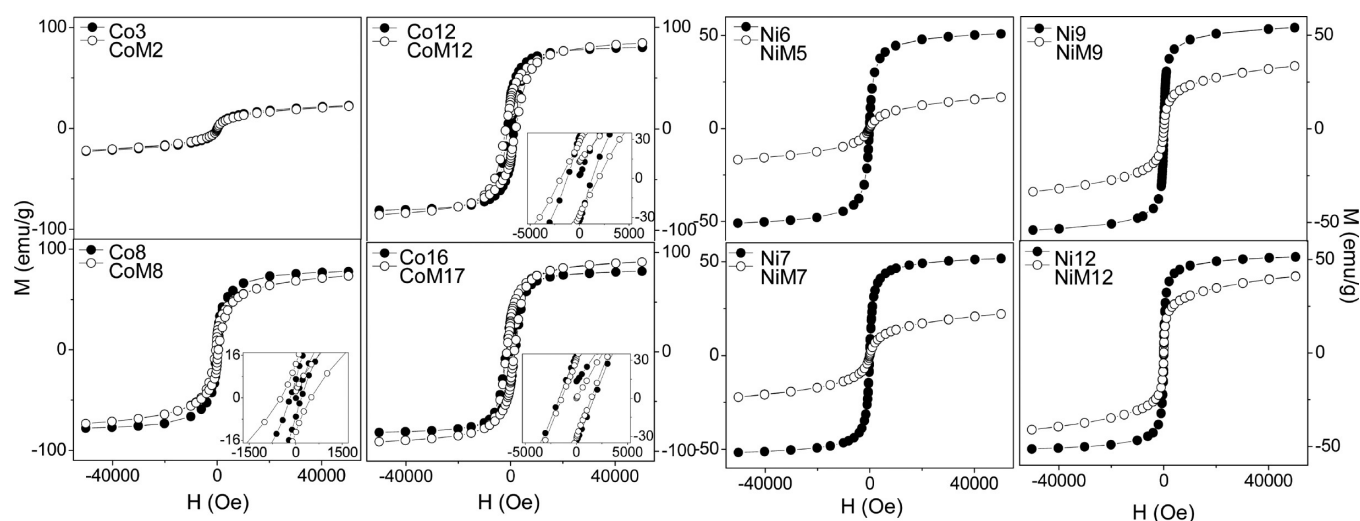 100
Co3
CoM2
0
-100
Co12
CoM12
100
0
-100
30
0
-30
-5000 0 5000
M (emu/g)
100
Co8
CoM8
0
-100
16
0
-16
-1500 0 1500
Co16
CoM17
100
0
-100
30
0
-30
-5000 0 5000
-40000 0 40000
-40000 0 40000
H (Oe)
H (Oe)
50
Ni6
NiM5
0
-50
Ni9
NiM9
50
0
-50
M (emu/g)
50
Ni7
NiM7
0
-50
Ni12
NiM12
50
0
-50
-40000 0 40000
-40000 0 40000
H (Oe)
H (Oe)